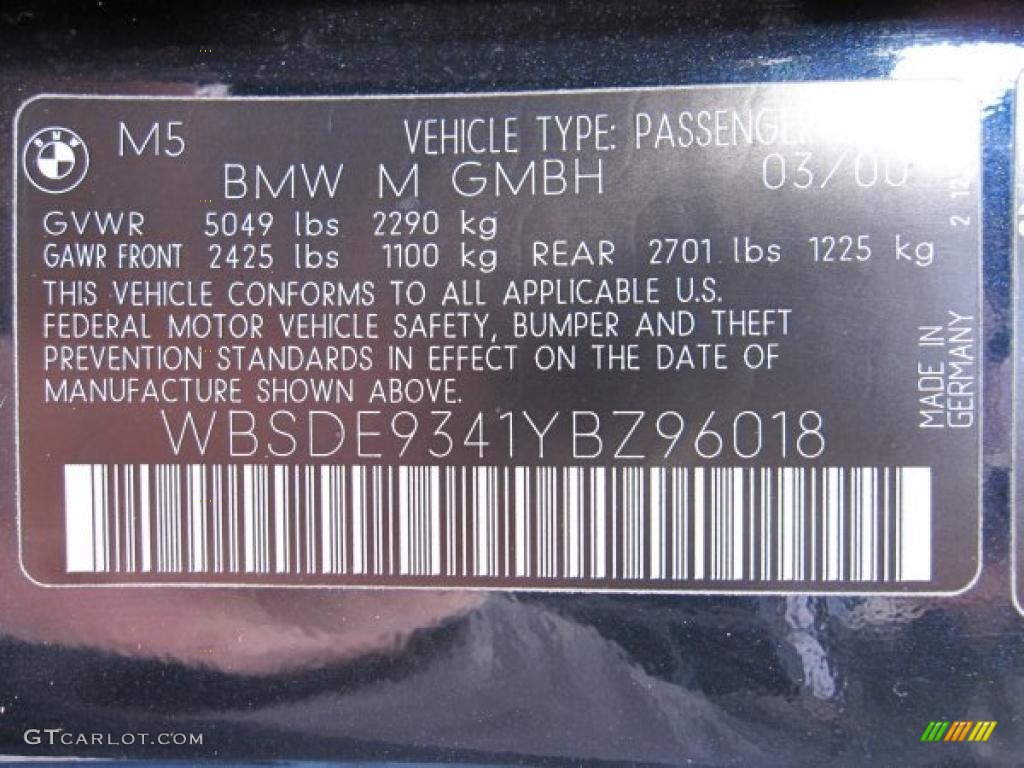 M5 VEHICLE TYPE: PASSENGER
BMW M GMBH 03/00
GVWR 5049 lbs 2290 kg
GAWR FRONT 2425 lbs 1100 kg REAR 2701 lbs 1225 kg
THIS VEHICLE CONFORMS TO ALL APPLICABLE U.S.
FEDERAL MOTOR VEHICLE SAFETY, BUMPER AND THEFT
PREVENTION STANDARDS IN EFFECT ON THE DATE OF
MANUFACTURE SHOWN ABOVE.
WBSDE9341YBZ96018
MADE IN
GERMANY
GTCARLOT.COM